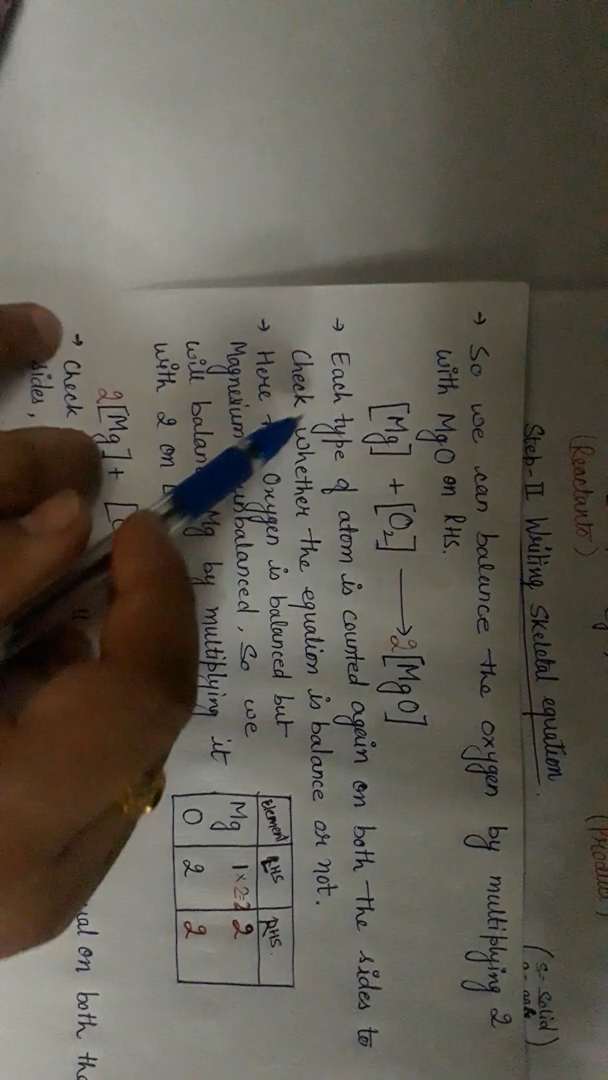 (Reactants)
(Product)
(S- Solid)
Step-II Writing Skeletal equation.
→ So we can balance the oxygen by multiplying 2
with MgO on RHS.
[Mg] + [O₂] → 2[MgO]
→ Each type of atom is counted again on both the sides to
Check whether the equation is balance or not.
→ Here Oxygen is balanced but
Magnesium unbalanced, So we
will Mg by multiplying it
with 2 on
Element LHS RHS.
Mg 1×2=2 2
O 2 2
2[Mg] + [
→ Check on both the
sides,